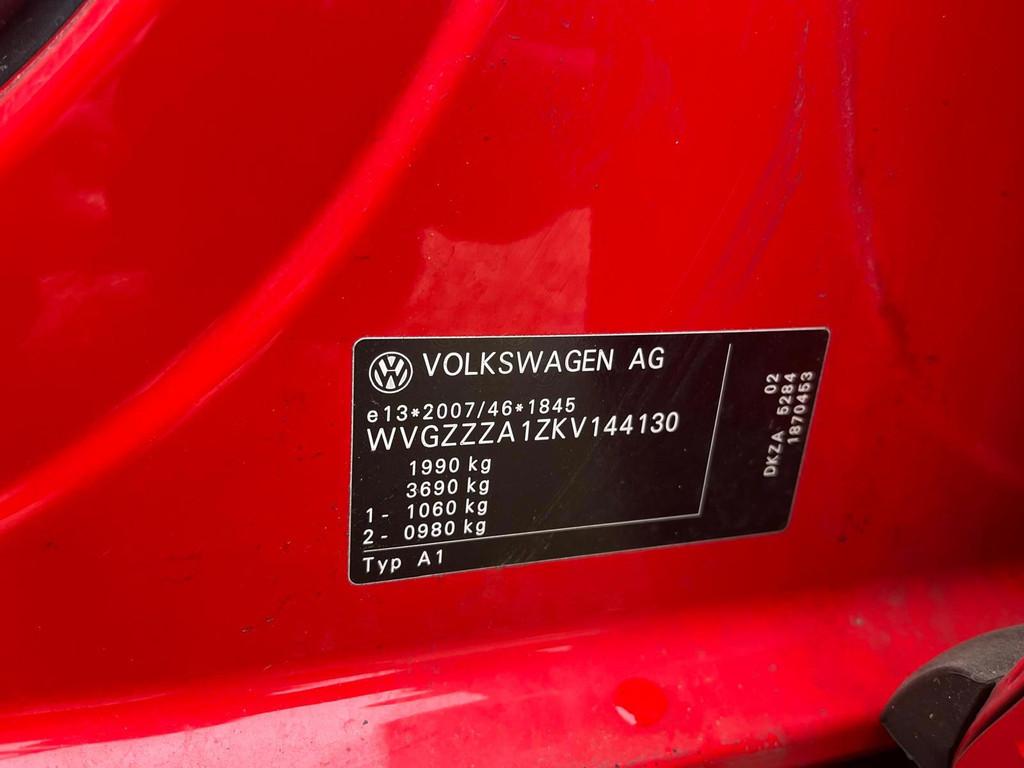 VOLKSWAGEN AG
e13*2007/46*1845
WVGZZZA1ZKV144130
1990 kg
3690 kg
1- 1060 kg
2- 0980 kg
Typ A1
02
DKZA 5284
1870453